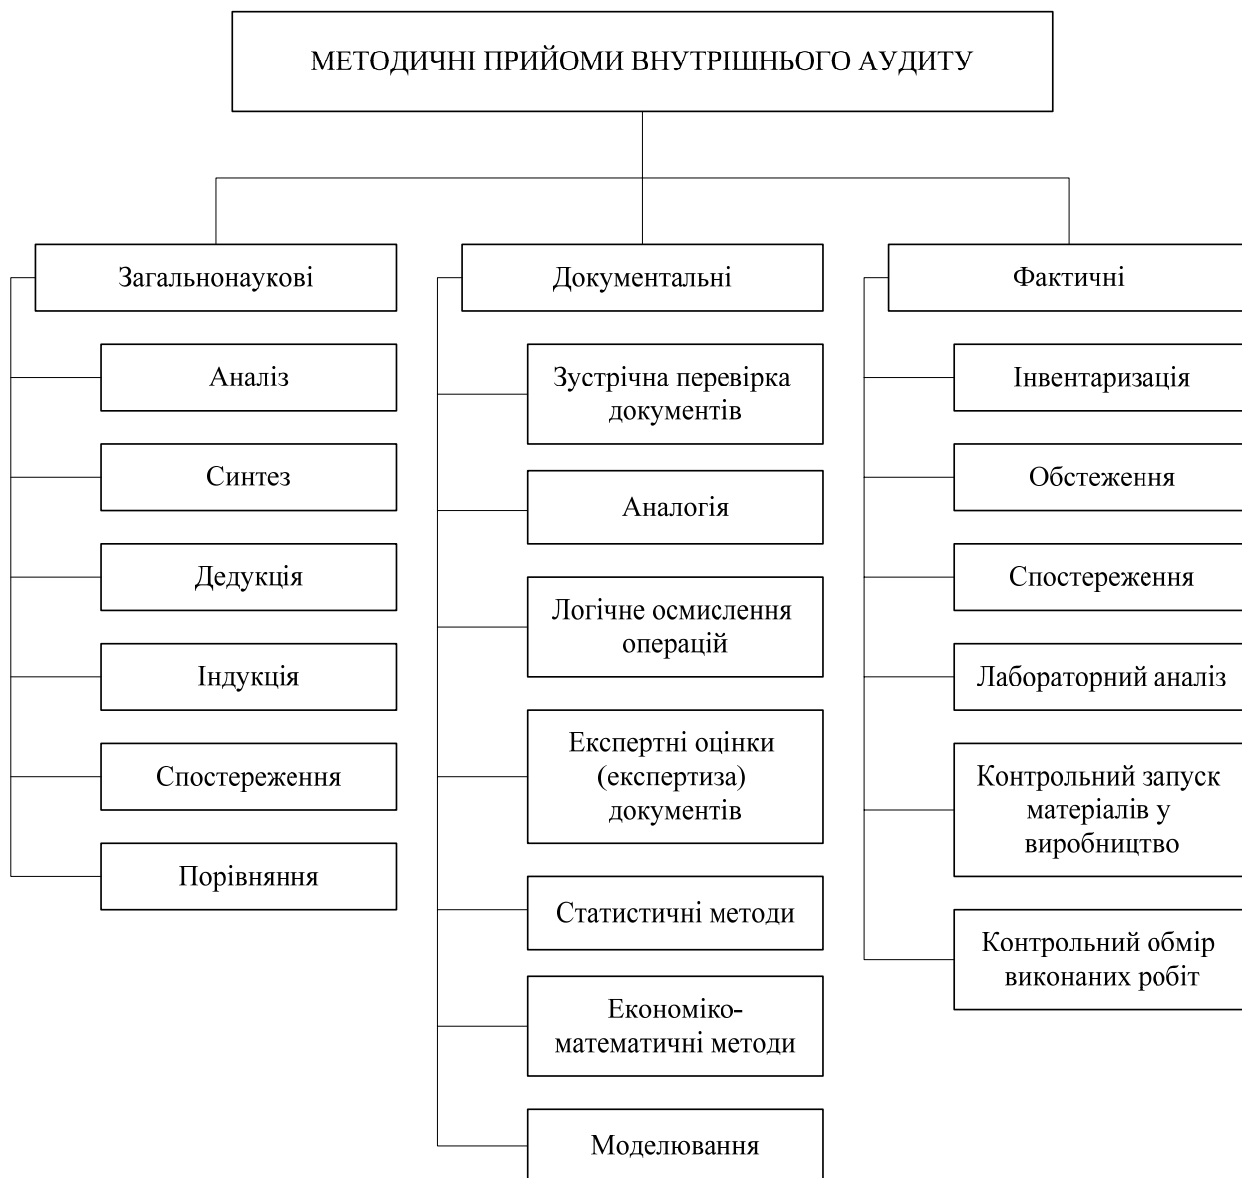 МЕТОДИЧНІ ПРИЙОМИ ВНУТРІШНЬОГО АУДИТУ
Загальнонаукові
Аналіз
Синтез
Дедукція
Індукція
Спостереження
Порівняння
Документальні
Зустрічна перевірка
документів
Аналогія
Логічне осмислення
операцій
Експертні оцінки
(експертиза)
документів
Статистичні методи
Економіко-
математичні методи
Моделювання
Фактичні
Інвентаризація
Обстеження
Спостереження
Лабораторний аналіз
Контрольний запуск
матеріалів у
виробництво
Контрольний обмір
виконаних робіт